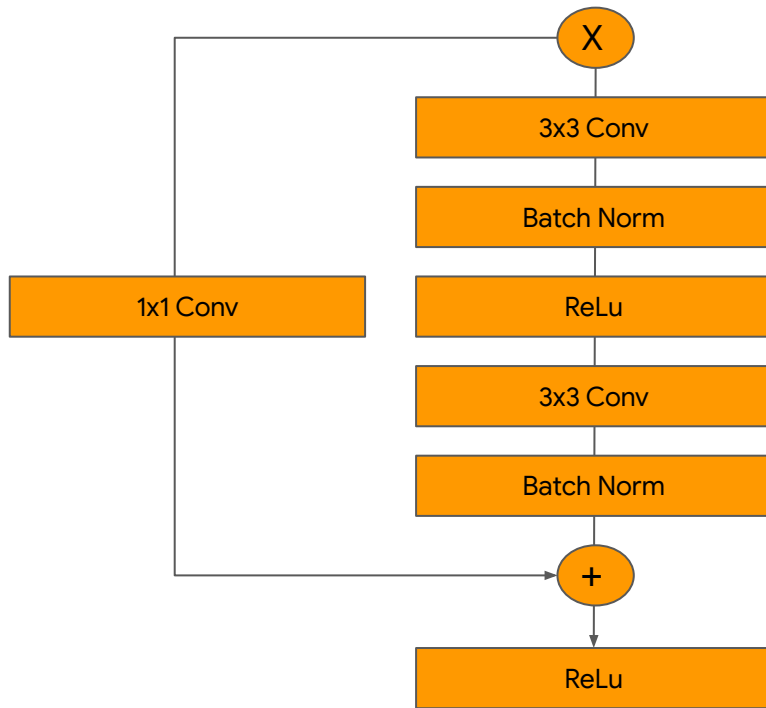 X
3x3 Conv
Batch Norm
1x1 Conv
ReLu
3x3 Conv
Batch Norm
+
ReLu